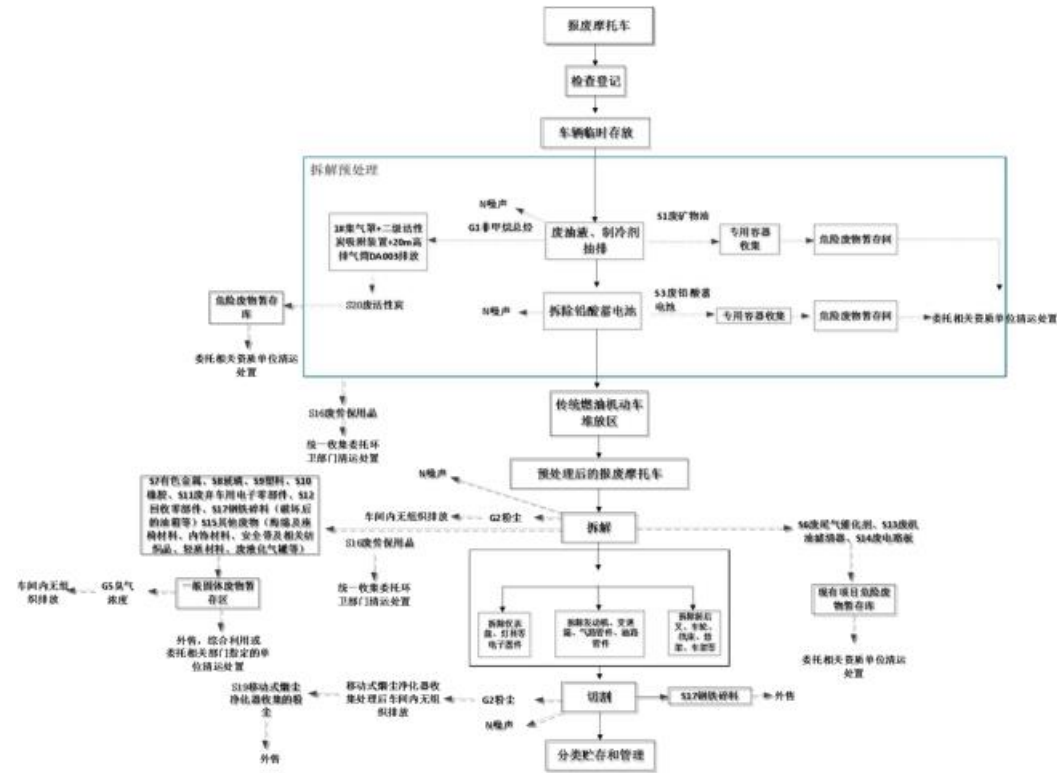 报废摩托车
检查登记
车辆临时存放
拆解预处理
N噪声
S1废矿物油
G1非甲烷总烃
1#集气罩+二级活性
炭吸附装置+20m高
排气筒DA003排放
废油液、制冷剂
抽排
专用容器
收集
危险废物暂存间
S20废活性炭
危险废物暂存
库
N噪声
拆除铅酸蓄电池
S3废铅酸蓄
电池
专用容器收集
危险废物暂存间
委托相关资质单位清运处置
委托相关资质单位清运
处置
S16废劳保用品
统一收集委托环
卫部门清运处置
传统燃油机动车
堆放区
预处理后的报废摩托车
N噪声
S7有色金属、S8玻璃、S9塑料、S10
橡胶、S11废弃车用电子零部件、S12
回收零部件、S17钢铁碎料（破坏后
的油箱等）S15其他废物（海绵及座
椅材料、内饰材料、安全带及相关纺
织品、轻质材料、废液化气罐等）
车间内无组织排放
G2粉尘
拆解
S6废尾气催化剂、S13废机
油滤清器、S14废电路板
S16废劳保用品
统一收集委托环
卫部门清运处置
车间内无组
织排放
G5臭气
浓度
一般固体废物暂
存区
现有项目危险废
物暂存库
拆除仪表
盘、灯具等
电子器件
拆除发动机、变速
箱、气路管件、油路
管件
拆除前后
叉、车轮、
车架等
外售，综合利用或
委托相关部门指定的单
位清运处置
委托相关资质单位清运
处置
S19移动式烟尘
净化器收集的粉
尘
移动式烟尘净化器收
集处理后车间内无组
织排放
G2粉尘
切割
S17钢铁碎料
外售
N噪声
外售
分类贮存和管理